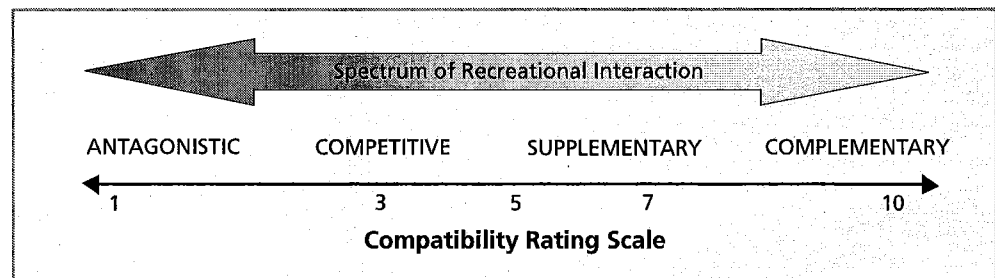 Spectrum of Recreational Interaction
ANTAGONISTIC COMPETITIVE SUPPLEMENTARY COMPLEMENTARY
1 3 5 7 10
Compatibility Rating Scale